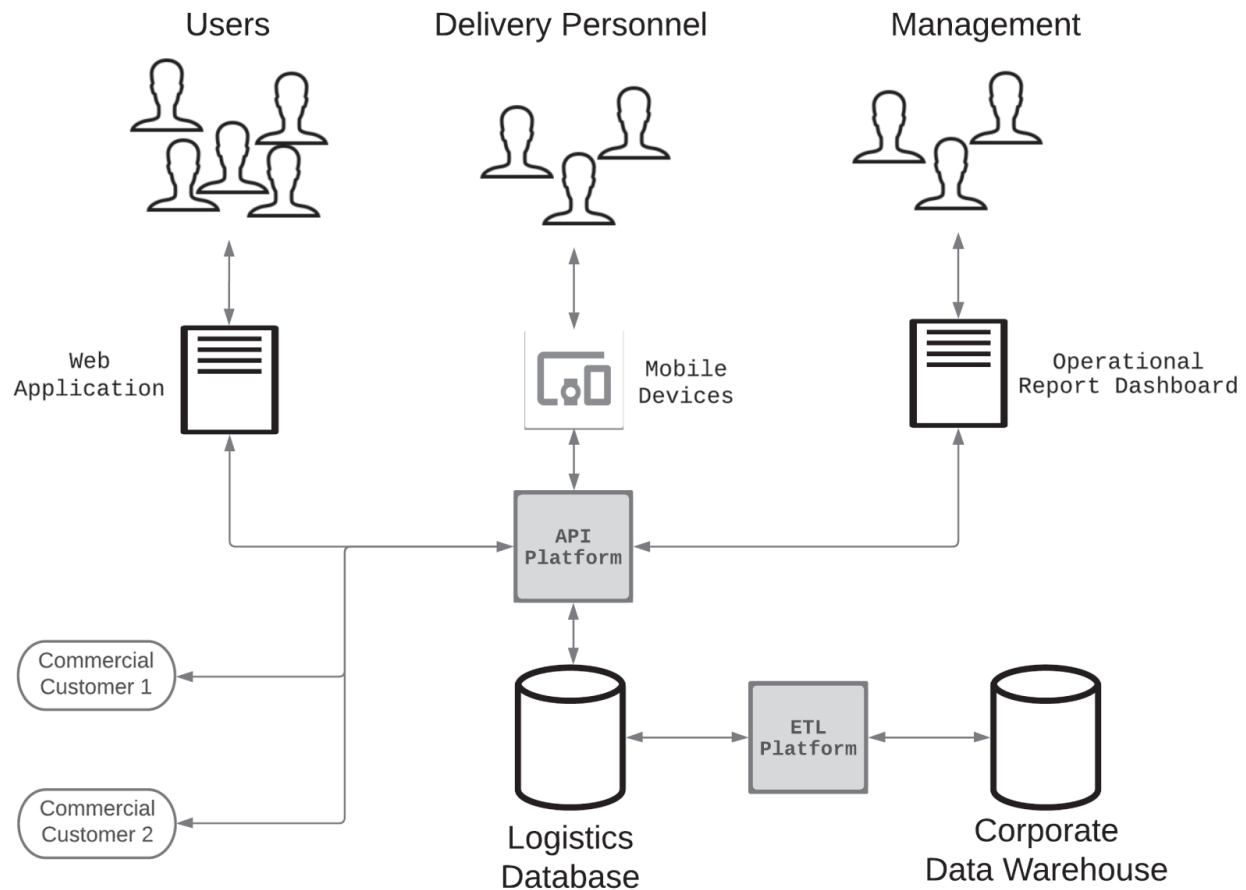 Users
Delivery Personnel
Management
Web
Application
Mobile
Devices
Operational
Report Dashboard
API
Platform
Commercial
Customer 1
ETL
Platform
Commercial
Customer 2
Logistics
Database
Corporate
Data Warehouse